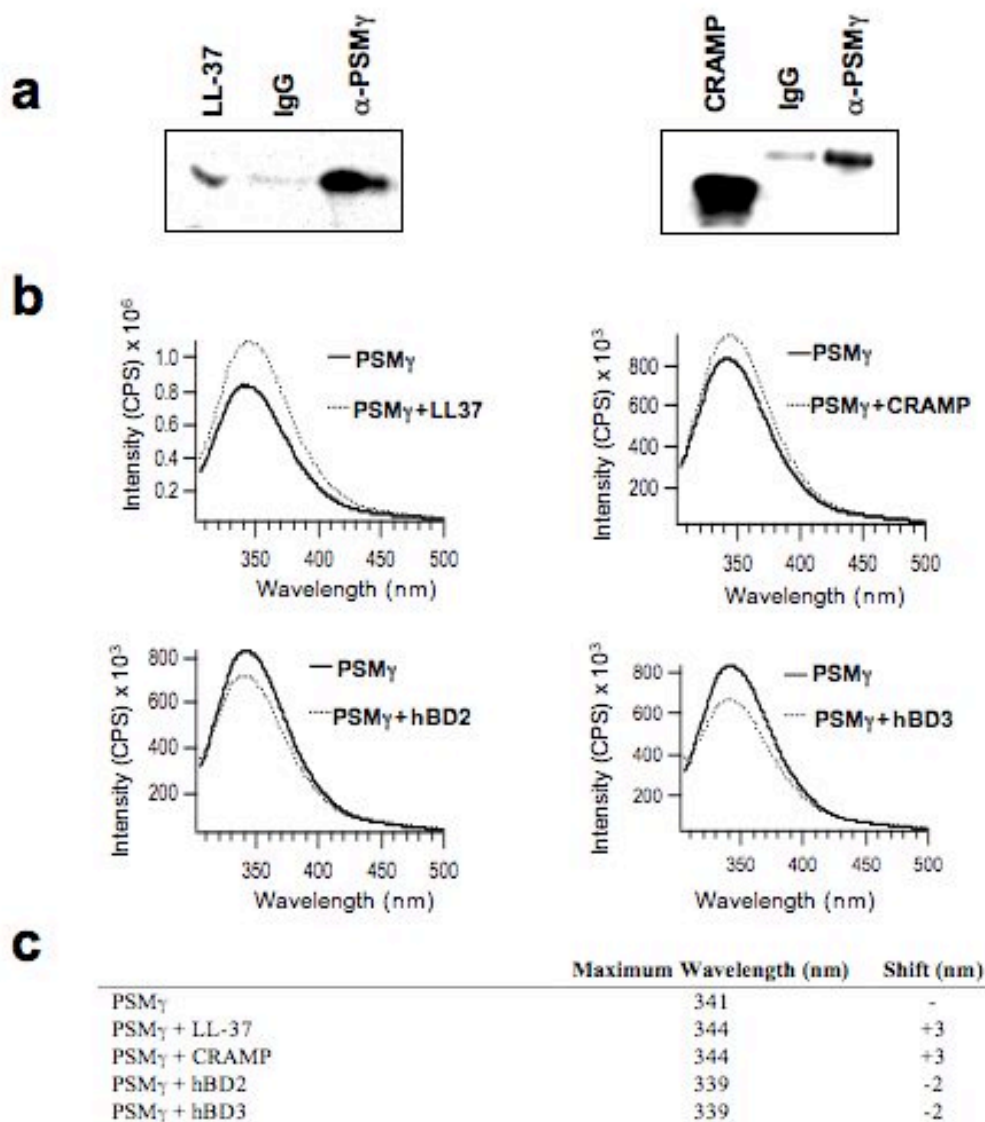 a
LL-37 IgG α-PSMγ
CRAMP IgG α-PSMγ
b
Intensity (CPS) x 10⁶
1.0
0.8
0.6
0.4
0.2
PSMγ
PSMγ+LL37
350 400 450 500
Wavelength (nm)
Intensity (CPS) x 10³
800
600
400
200
PSMγ
PSMγ+CRAMP
350 400 450 500
Wavelength (nm)
Intensity (CPS) x 10³
800
600
400
200
PSMγ
PSMγ+hBD2
350 400 450 500
Wavelength (nm)
Intensity (CPS) x 10³
800
600
400
200
PSMγ
PSMγ+hBD3
350 400 450 500
Wavelength (nm)
c
Maximum Wavelength (nm) Shift (nm)
PSMγ 341 -
PSMγ + LL-37 344 +3
PSMγ + CRAMP 344 +3
PSMγ + hBD2 339 -2
PSMγ + hBD3 339 -2